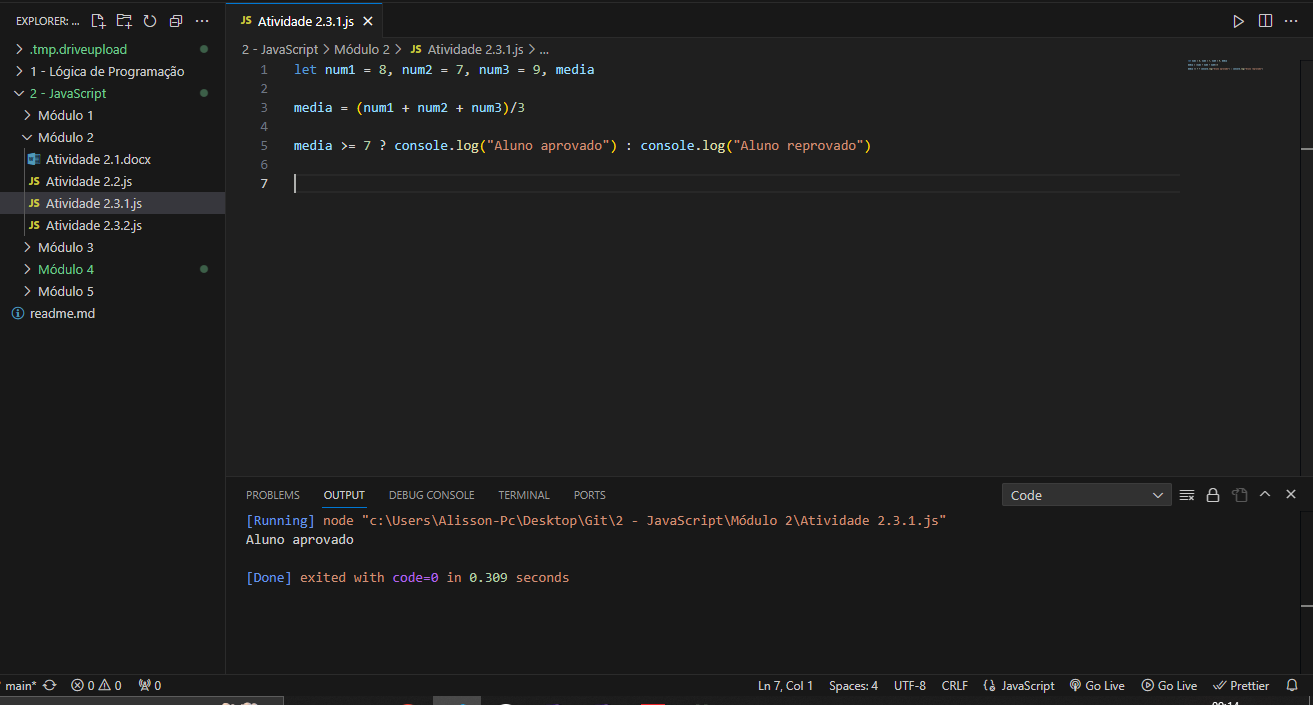 EXPLORER: ...
.tmp.driveupload
1 - Lógica de Programação
2 - JavaScript
Módulo 1
Módulo 2
Atividade 2.1.docx
JS Atividade 2.2.js
JS Atividade 2.3.1.js
JS Atividade 2.3.2.js
Módulo 3
Módulo 4
Módulo 5
readme.md
JS Atividade 2.3.1.js
2 - JavaScript > Módulo 2 > JS Atividade 2.3.1.js > ...
1 let num1 = 8, num2 = 7, num3 = 9, media
2
3 media = (num1 + num2 + num3)/3
4
5 media >= 7 ? console.log("Aluno aprovado") : console.log("Aluno reprovado")
6
7
PROBLEMS OUTPUT DEBUG CONSOLE TERMINAL PORTS Code
[Running] node "c:\Users\Alisson-Pc\Desktop\Git\2 - JavaScript\Módulo 2\Atividade 2.3.1.js"
Aluno aprovado
[Done] exited with code=0 in 0.309 seconds
main* 0 0 0 Ln 7, Col 1 Spaces: 4 UTF-8 CRLF JavaScript Go Live Go Live Prettier